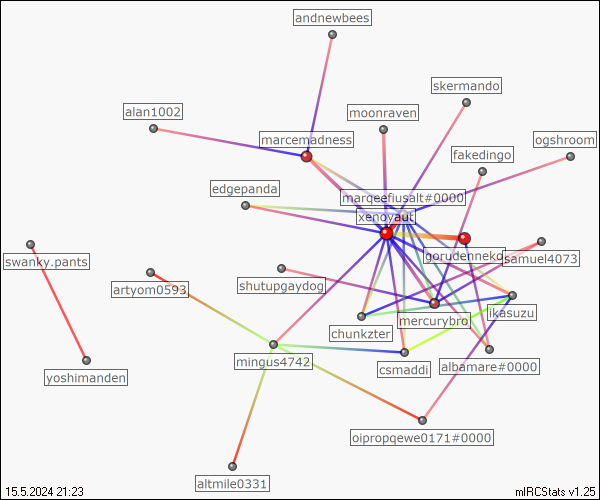 andnewbees
skermando
alan1002
moonraven
marcemadness
ogshroom
fakedingo
edgepanda
marqeefiusalt#0000
xenoyaut
goudenneko
samuel4073
swanky.pants
artyom0593
shutupgaydog
mercurybro
ikasuzu
chunkzter
mingus4742
csmaddi
albamare#0000
yoshimanden
oipropqewe0171#0000
altmile0331
15.5.2024 21:23
mIRCStats v1.25